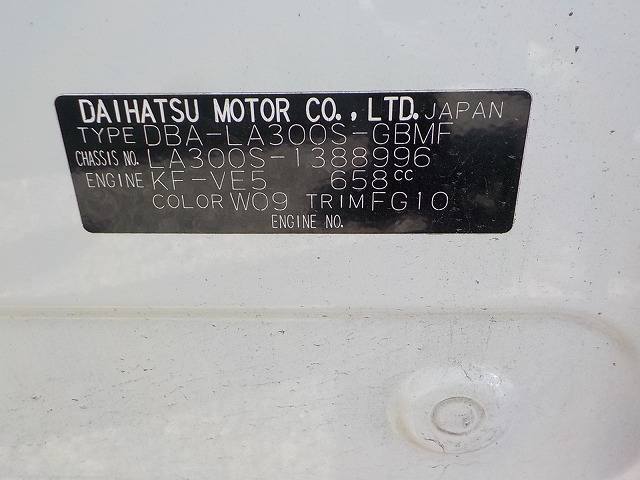 DAIHATSU MOTOR CO., LTD. JAPAN
TYPE DBA-LA300S-GBMF
CHASSIS NO. LA300S-1388996
ENGINE KF-VE5 658CC
COLOR W09 TRIM FG10
ENGINE NO.